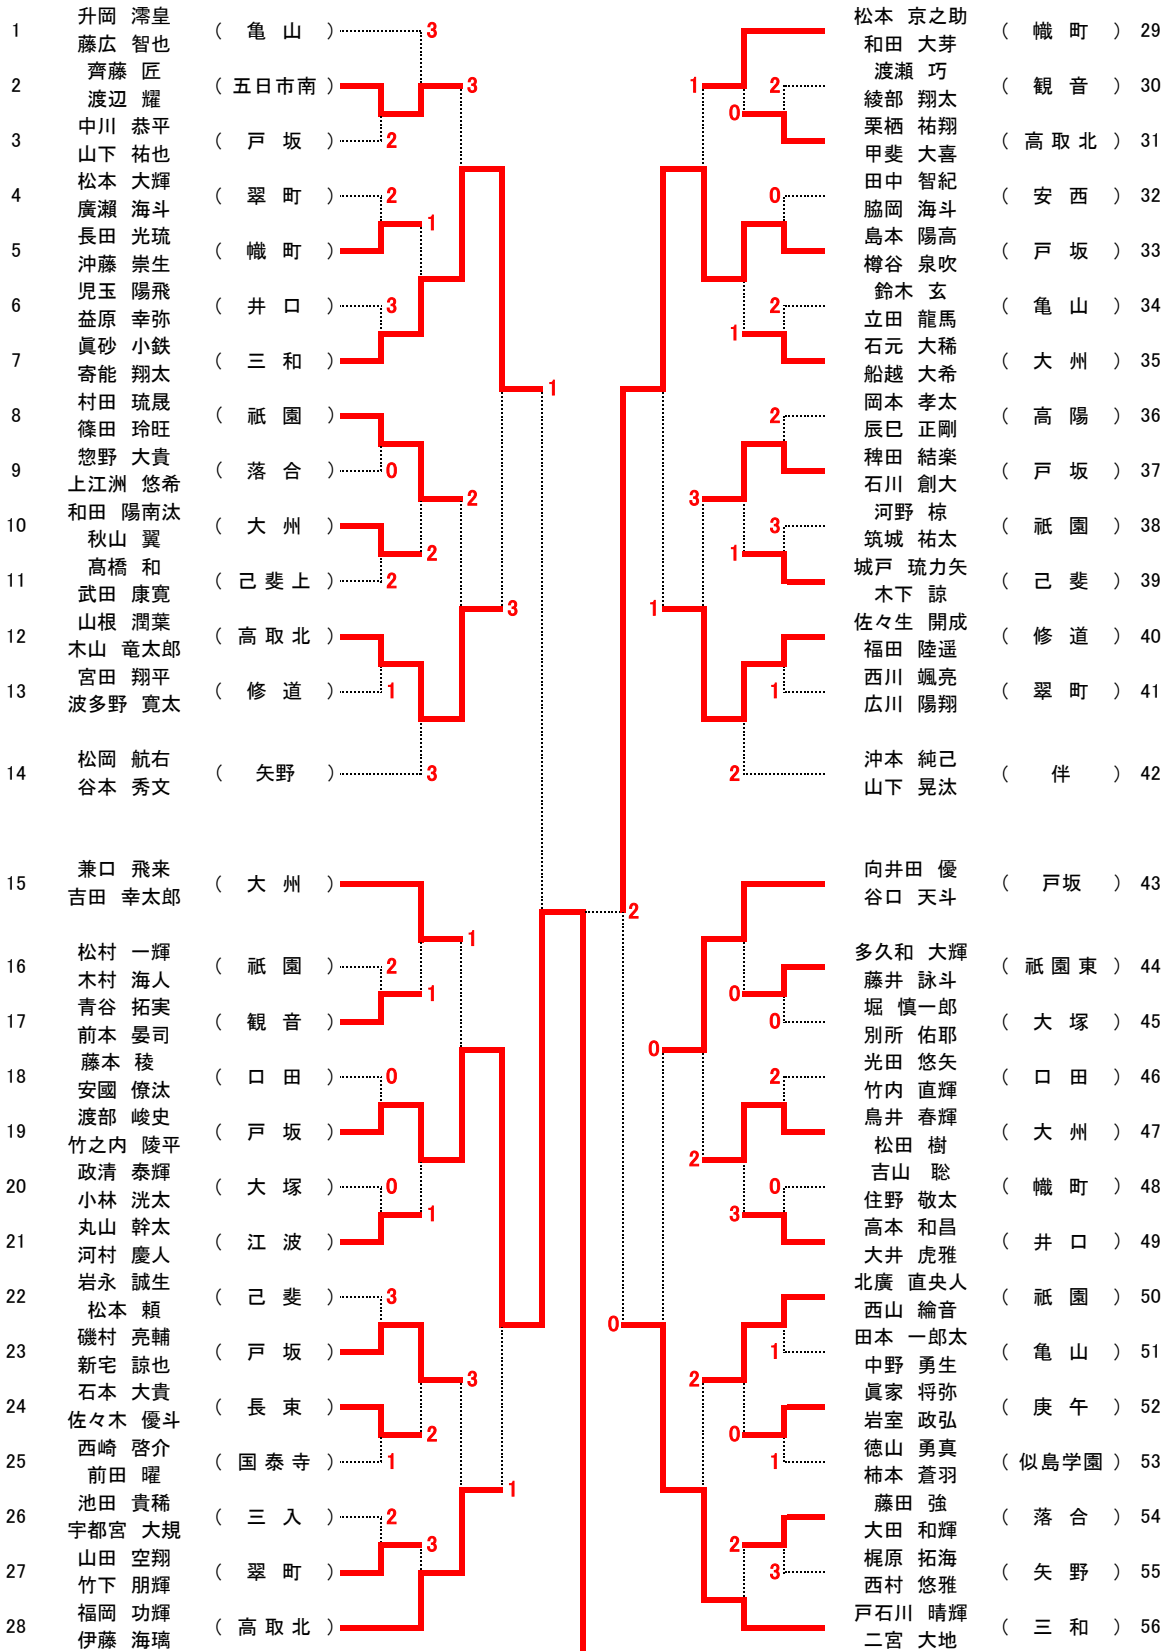 1 升岡 澪皇 藤広 智也 ( 亀 山 ) 3
2 齊藤 匠 渡辺 耀 ( 五日市南 ) 3
3 中川 恭平 山下 祐也 ( 戸 坂 ) 2
4 松本 大輝 廣瀬 海斗 ( 翠 町 ) 2
5 長田 光琉 沖藤 崇生 ( 幟 町 ) 1
6 児玉 陽飛 益原 幸弥 ( 井 口 ) 3
7 眞砂 小鉄 寄能 翔太 ( 三 和 ) 1
8 村田 琉晟 篠田 玲旺 ( 祇 園 )
9 惣野 大貴 上江洲 悠希 ( 落 合 ) 0
2
10 和田 陽南汰 秋山 翼 ( 大 州 ) 2
11 髙橋 和 武田 康寛 ( 己 斐 上 ) 2
3
12 山根 潤葉 木山 竜太郎 ( 高 取 北 )
13 宮田 翔平 波多野 寛太 ( 修 道 ) 1
14 松岡 航右 谷本 秀文 ( 矢野 ) 3
15 兼口 飛来 吉田 幸太郎 ( 大 州 ) 1
16 松村 一輝 木村 海人 ( 祇 園 ) 2
1
17 青谷 拓実 前本 晏司 ( 観 音 )
18 藤本 稜 安國 僚汰 ( 口 田 ) 0
19 渡部 峻史 竹之内 陵平 ( 戸 坂 )
20 政清 泰輝 小林 洸太 ( 大 塚 ) 0
1
21 丸山 幹太 河村 慶人 ( 江 波 )
22 岩永 誠生 松本 頼 ( 己 斐 ) 3
23 磯村 亮輔 新宅 諒也 ( 戸 坂 ) 3
24 石本 大貴 佐々木 優斗 ( 長 束 ) 2
25 西崎 啓介 前田 曜 ( 国 泰 寺 ) 1
1
26 池田 貴稀 宇都宮 大規 ( 三 入 ) 2
3
27 山田 空翔 竹下 朋輝 ( 翠 町 )
28 福岡 功輝 伊藤 海璃 ( 高 取 北 )
松本 京之助 和田 大芽 ( 幟 町 ) 29
1 2 渡瀬 巧 綾部 翔太 ( 観 音 ) 30
0 栗栖 祐翔 甲斐 大喜 ( 高 取 北 ) 31
0 田中 智紀 脇岡 海斗 ( 安 西 ) 32
島本 陽高 樽谷 泉吹 ( 戸 坂 ) 33
2 鈴木 玄 立田 龍馬 ( 亀 山 ) 34
1 石元 大稀 船越 大希 ( 大 州 ) 35
2 岡本 孝太 辰巳 正剛 ( 高 陽 ) 36
稗田 結楽 石川 創大 ( 戸 坂 ) 37
3 3 河野 椋 筑城 祐太 ( 祇 園 ) 38
1 城戸 琉力矢 木下 諒 ( 己 斐 ) 39
1 佐々生 開成 福田 陸遥 ( 修 道 ) 40
1 西川 颯亮 広川 陽翔 ( 翠 町 ) 41
2 沖本 純己 山下 晃汰 ( 伴 ) 42
2 向井田 優 谷口 天斗 ( 戸坂 ) 43
0 多久和 大輝 藤井 詠斗 ( 祇 園 東 ) 44
0 堀 慎一郎 別所 佑耶 ( 大 塚 ) 45
0 2 光田 悠矢 竹内 直輝 ( 口 田 ) 46
2 鳥井 春輝 松田 樹 ( 大 州 ) 47
0 吉山 聡 住野 敬太 ( 幟 町 ) 48
3 高本 和昌 大井 虎雅 ( 井 口 ) 49
0 北廣 直央人 西山 綸音 ( 祇 園 ) 50
1 田本 一郎太 中野 勇生 ( 亀 山 ) 51
2 眞家 将弥 岩室 政弘 ( 庚 午 ) 52
0 1 徳山 勇真 柿本 蒼羽 ( 似島学園 ) 53
藤田 強 大田 和輝 ( 落 合 ) 54
2 3 梶原 拓海 西村 悠雅 ( 矢 野 ) 55
戸石川 晴輝 二宮 大地 ( 三 和 ) 56